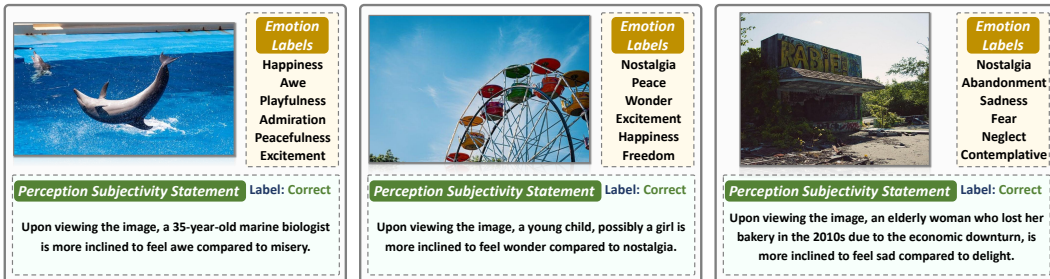 Emotion
Labels
Happiness
Awe
Playfulness
Admiration
Peacefulness
Excitement
Perception Subjectivity Statement Label: Correct
Upon viewing the image, a 35-year-old marine biologist
is more inclined to feel awe compared to misery.
Emotion
Labels
Nostalgia
Peace
Wonder
Excitement
Happiness
Freedom
Perception Subjectivity Statement Label: Correct
Upon viewing the image, a young child, possibly a girl is
more inclined to feel wonder compared to nostalgia.
Emotion
Labels
Nostalgia
Abandonment
Sadness
Fear
Neglect
Contemplative
Perception Subjectivity Statement Label: Correct
Upon viewing the image, an elderly woman who lost her
bakery in the 2010s due to the economic downturn, is
more inclined to feel sad compared to delight.